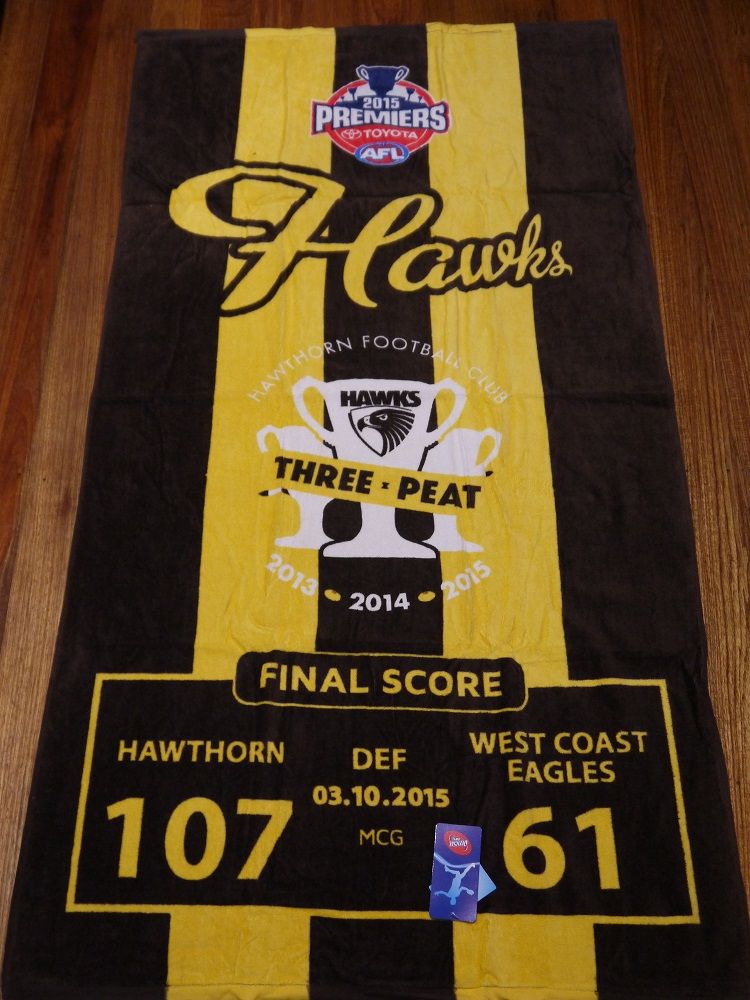 2015
PREMIERS
TOYOTA
AFL
Hawks
HAWTHORN FOOTBALL CLUB
HAWKS
THREE PEAT
2013 • 2014 • 2015
FINAL SCORE
HAWTHORN
107
DEF
03.10.2015
MCG
WEST COAST
EAGLES
61